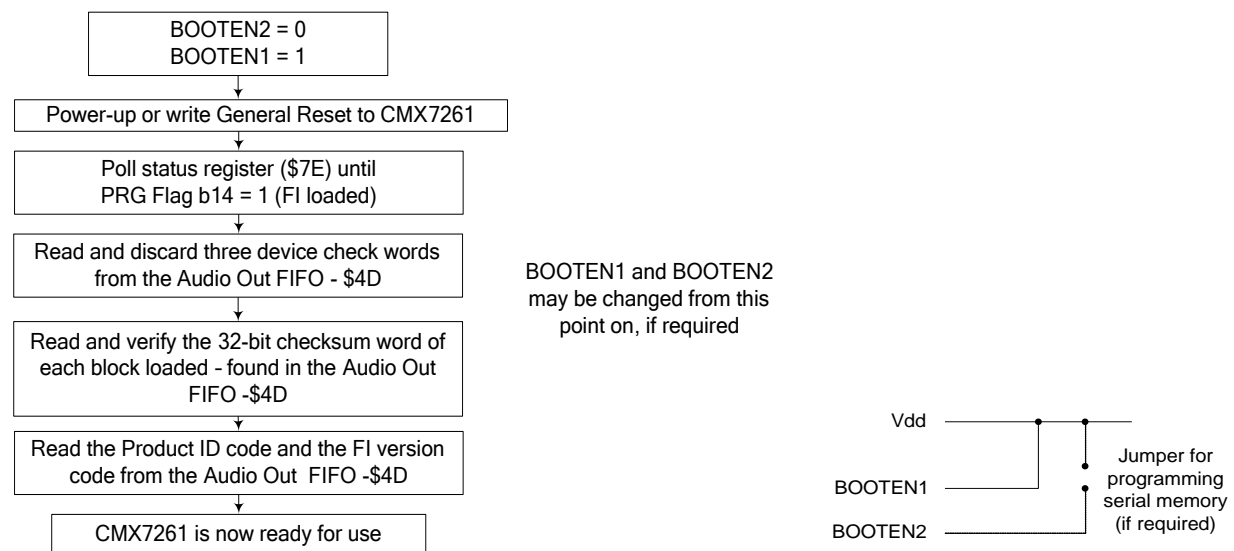 BOOTEN2 = 0
BOOTEN1 = 1
Power-up or write General Reset to CMX7261
Poll status register ($7E) until
PRG Flag b14 = 1 (FI loaded)
Read and discard three device check words
from the Audio Out FIFO - $4D
BOOTEN1 and BOOTEN2
may be changed from this
point on, if required
Read and verify the 32-bit checksum word of
each block loaded - found in the Audio Out
FIFO -$4D
Read the Product ID code and the FI version
code from the Audio Out FIFO -$4D
CMX7261 is now ready for use
Vdd
BOOTEN1
BOOTEN2
Jumper for
programming
serial memory
(if required)